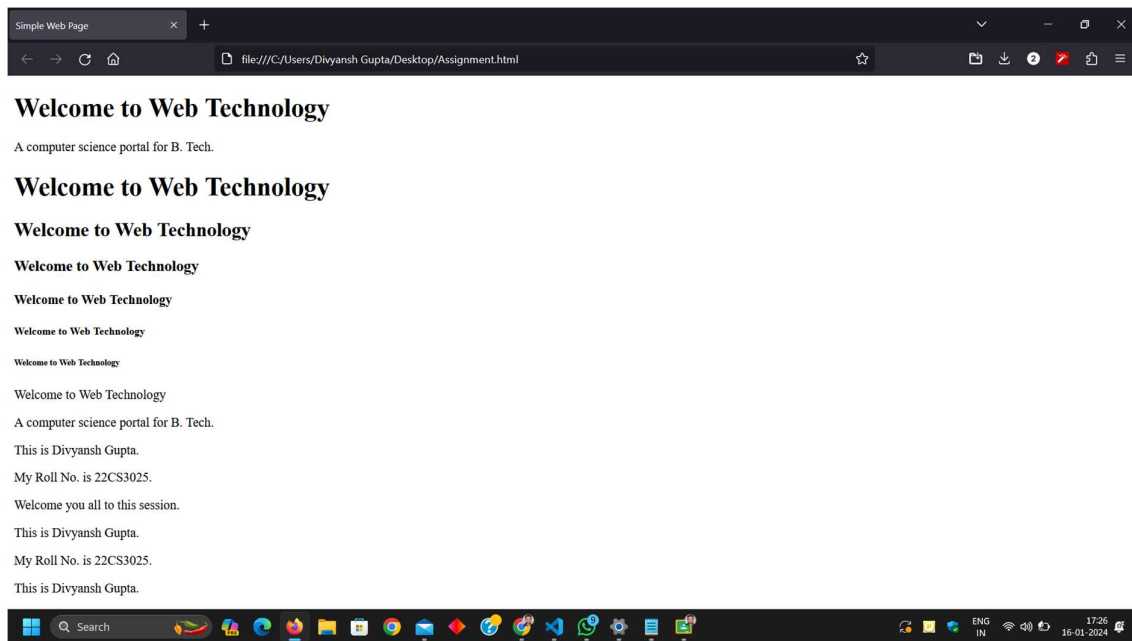 Simple Web Page
file:///C:/Users/Divyansh Gupta/Desktop/Assignment.html
2
Welcome to Web Technology
A computer science portal for B. Tech.
Welcome to Web Technology
Welcome to Web Technology
Welcome to Web Technology
Welcome to Web Technology
Welcome to Web Technology
Welcome to Web Technology
Welcome to Web Technology
A computer science portal for B. Tech.
This is Divyansh Gupta.
My Roll No. is 22CS3025.
Welcome you all to this session.
This is Divyansh Gupta.
My Roll No. is 22CS3025.
This is Divyansh Gupta.
Search
PRE
9
ENG
IN
17:26
16-01-2024